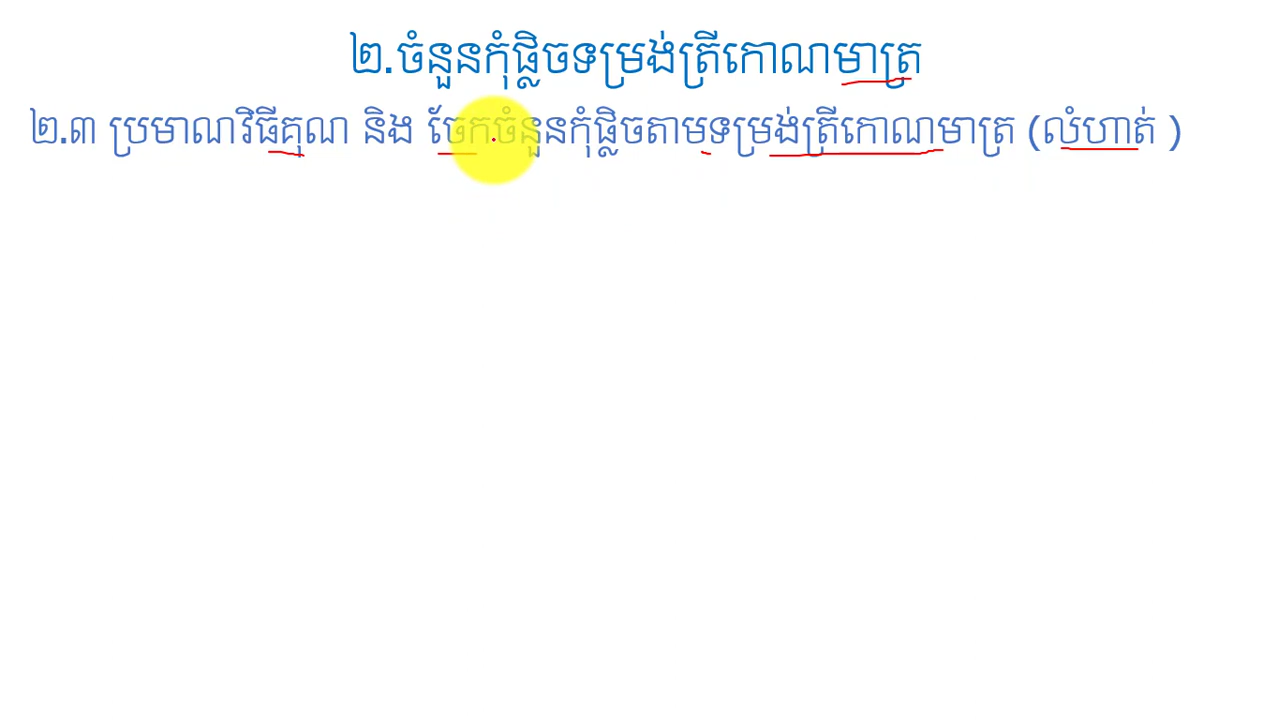 ២.ចំនួនកុំផ្លិចទម្រង់ត្រីកោណមាត្រ
២.៣ ប្រមាណវិធីគុណ និង ចែកចំនួនកុំផ្លិចតាមទម្រង់ត្រីកោណមាត្រ (លំហាត់ )